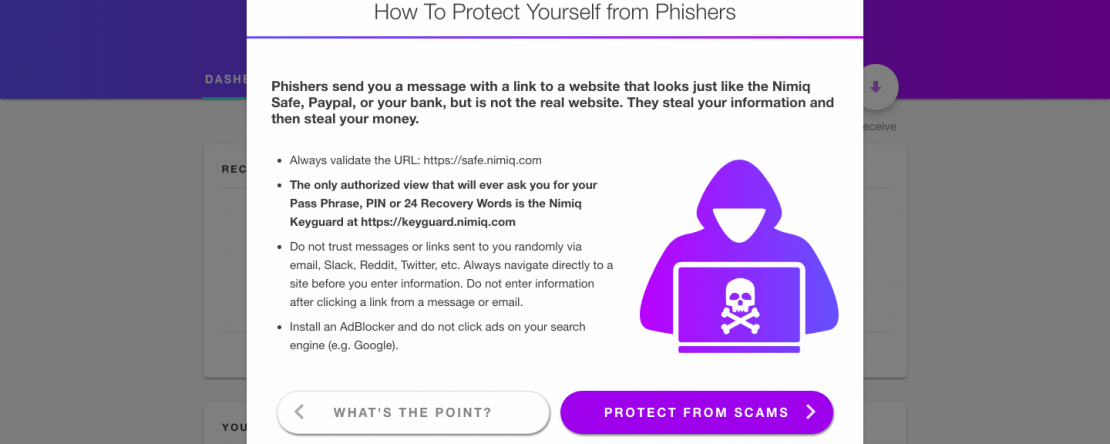 How To Protect Yourself from Phishers
DASHB
Phishers send you a message with a link to a website that looks just like the Nimiq
Safe, Paypal, or your bank, but is not the real website. They steal your information and
then steal your money.
eceive
Always validate the URL: https://safe.nimiq.com
REC
The only authorized view that will ever ask you for your
Pass Phrase, PIN or 24 Recovery Words is the Nimiq
Keyguard at https://keyguard.nimiq.com
Do not trust messages or links sent to you randomly via
email, Slack, Reddit, Twitter, etc. Always navigate directly to a
site before you enter information. Do not enter information
after clicking a link from a message or email.
Install an AdBlocker and do not click ads on your search
engine (e.g. Google).
WHAT'S THE POINT?
PROTECT FROM SCAMS
YOU